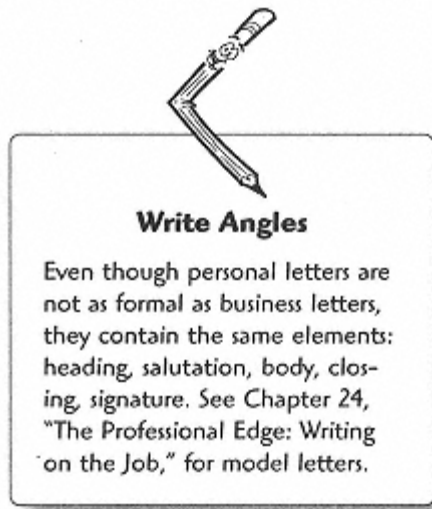 Write Angles
Even though personal letters are
not as formal as business letters,
they contain the same elements:
heading, salutation, body, clos-
ing, signature. See Chapter 24,
"The Professional Edge: Writing
on the Job," for model letters.